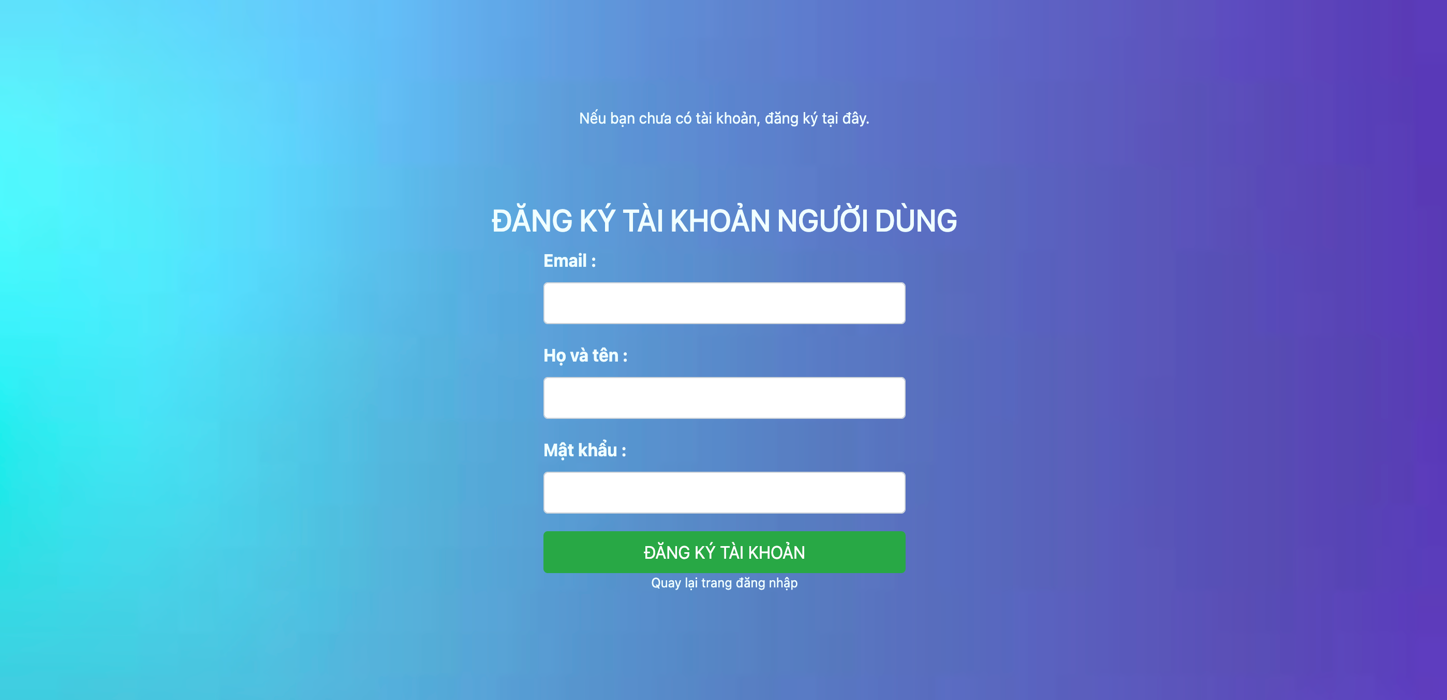 Nếu bạn chưa có tài khoản, đăng ký tại đây.
ĐĂNG KÝ TÀI KHOẢN NGƯỜI DÙNG
Email :
Họ và tên :
Mật khẩu :
ĐĂNG KÝ TÀI KHOẢN
Quay lại trang đăng nhập